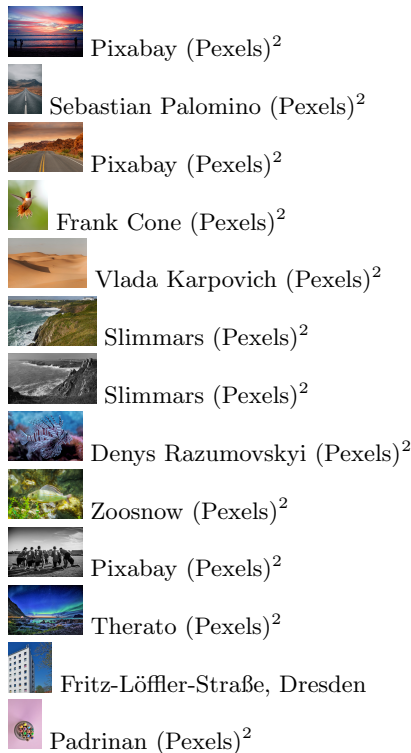 Pixabay (Pexels)²
Sebastian Palomino (Pexels)²
Pixabay (Pexels)²
Frank Cone (Pexels)²
Vlada Karpovich (Pexels)²
Slimmars (Pexels)²
Slimmars (Pexels)²
Denys Razumovskyi (Pexels)²
Zoosnow (Pexels)²
Pixabay (Pexels)²
Therato (Pexels)²
Fritz-Löffler-Straße, Dresden
Padrinan (Pexels)²